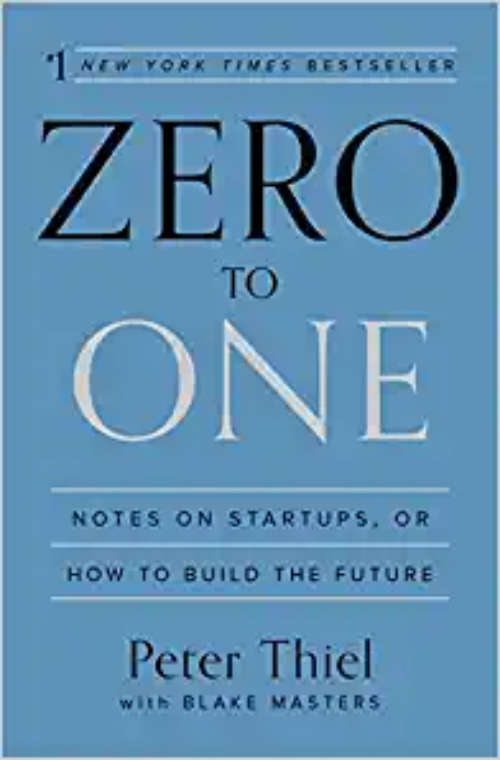 #1 NEW YORK TIMES BESTSELLER
ZERO
TO
ONE
NOTES ON STARTUPS, OR
HOW TO BUILD THE FUTURE
Peter Thiel
with BLAKE MASTERS